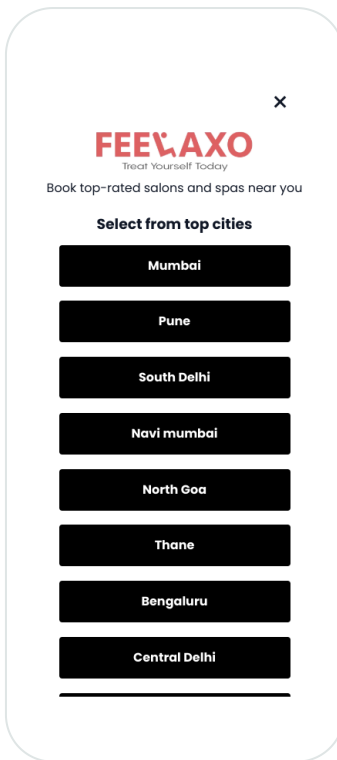 ×
FEELAXO
Treat Yourself Today
Book top-rated salons and spas near you
Select from top cities
Mumbai
Pune
South Delhi
Navi mumbai
North Goa
Thane
Bengaluru
Central Delhi